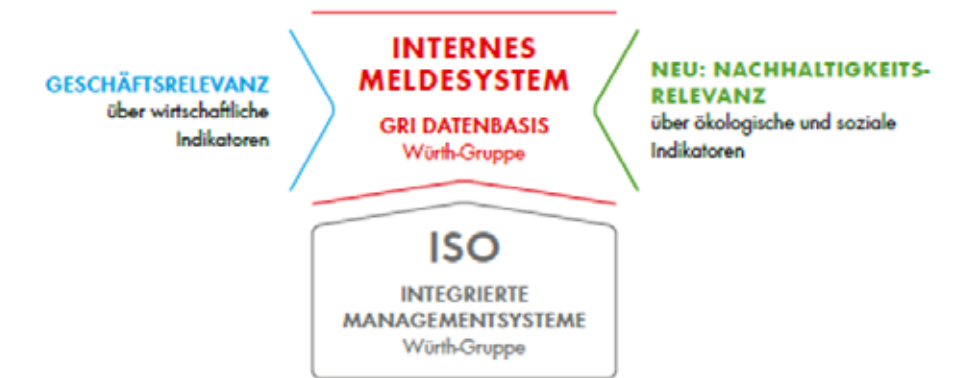 GESCHÄFTSRELEVANZ
über wirtschaftliche
Indikatoren
INTERNES
MELDESYSTEM
GRI DATENBASIS
Würth-Gruppe
NEU: NACHHALTIGKEITS-
RELEVANZ
über ökologische und soziale
Indikatoren
ISO
INTEGRIERTE
MANAGEMENTSYSTEME
Würth-Gruppe